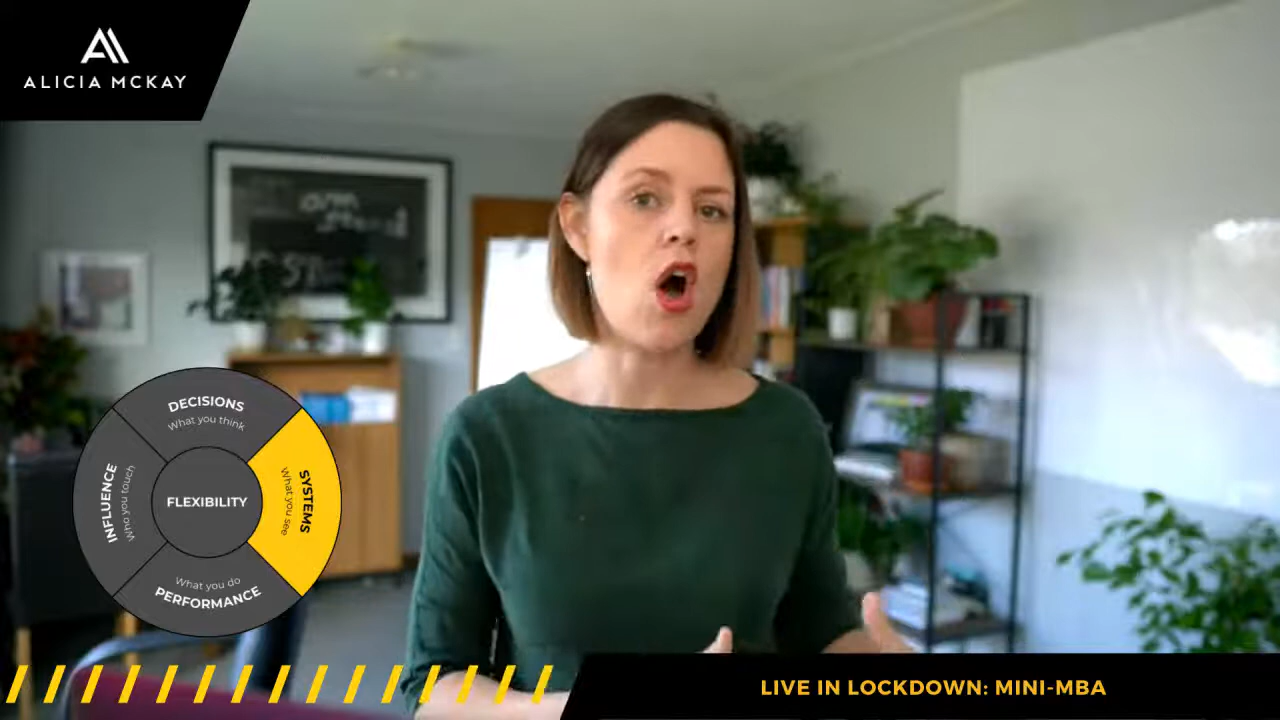 ALICIA MCKAY
DECISIONS
What you think
SYSTEMS
What you see
FLEXIBILITY
INFLUENCE
Who you touch
What you do
PERFORMANCE
LIVE IN LOCKDOWN: MINI-MBA